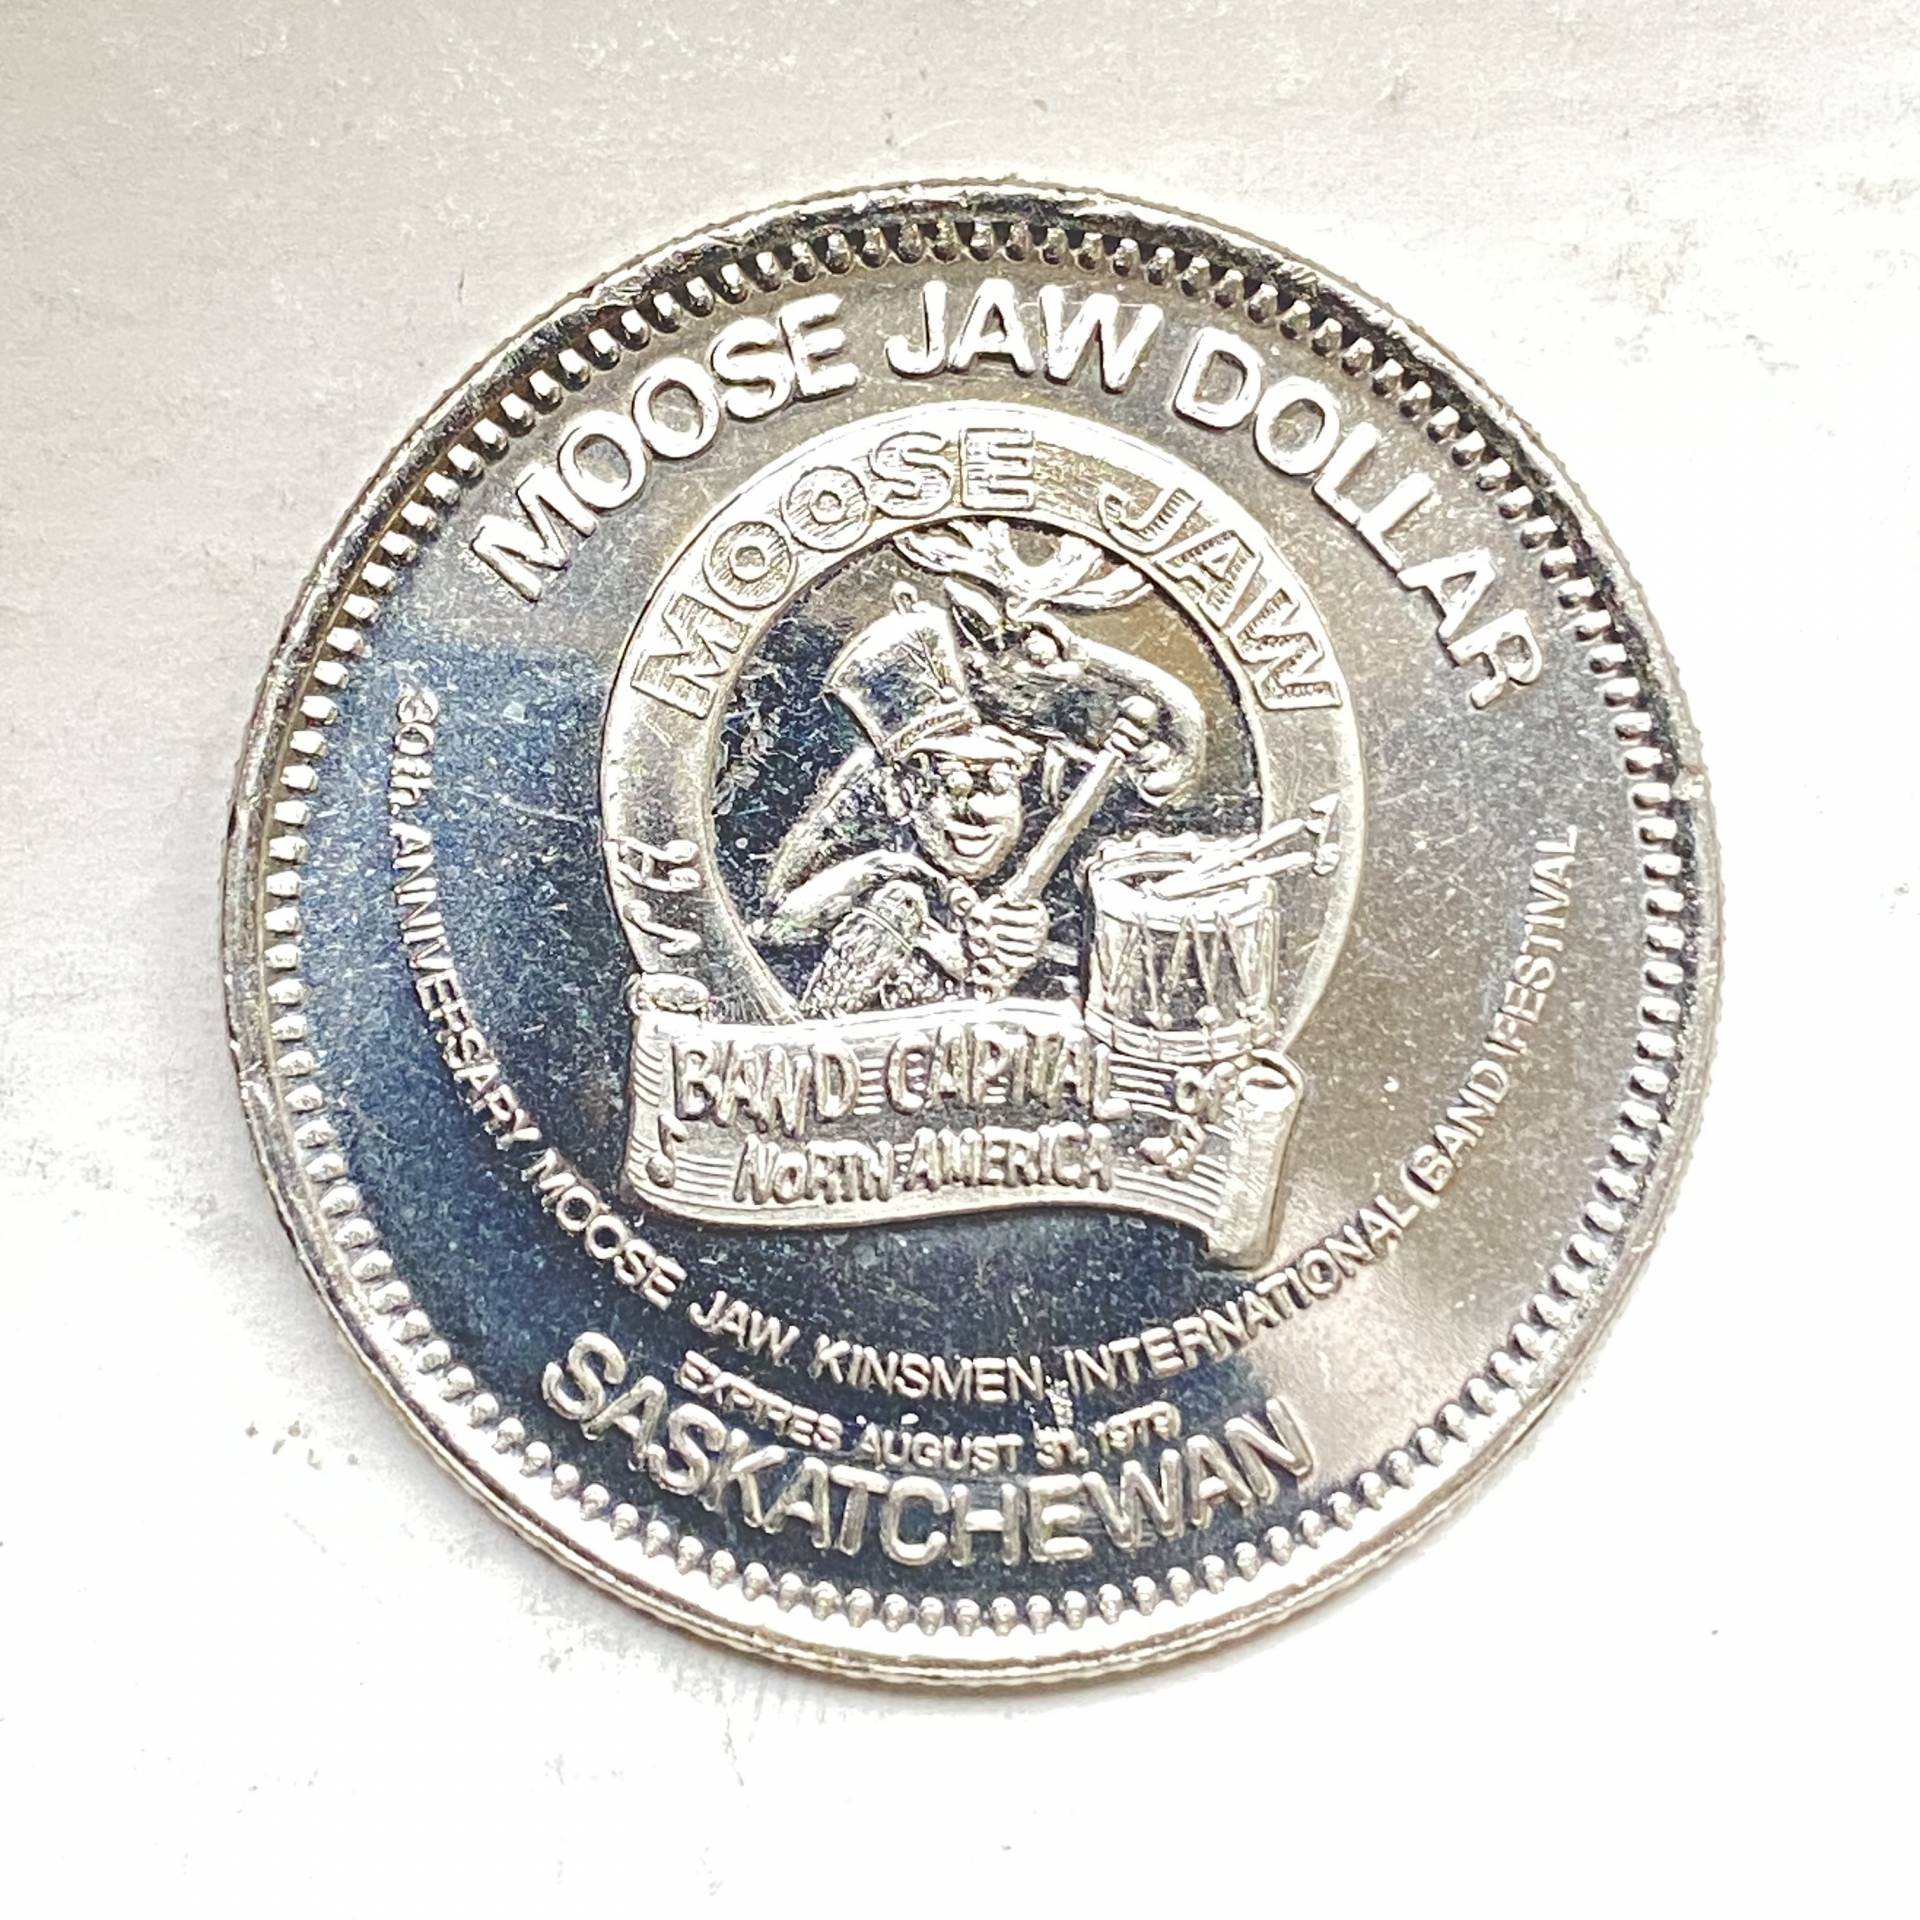 MOOSE JAW DOLLAR
MOOSE JAW
BAND CAPITAL OF
NORTH AMERICA
30th ANNIVERSARY MOOSE JAW KINSMEN INTERNATIONAL BAND FESTIVAL
EXPIRES AUGUST 31, 1979
SASKATCHEWAN